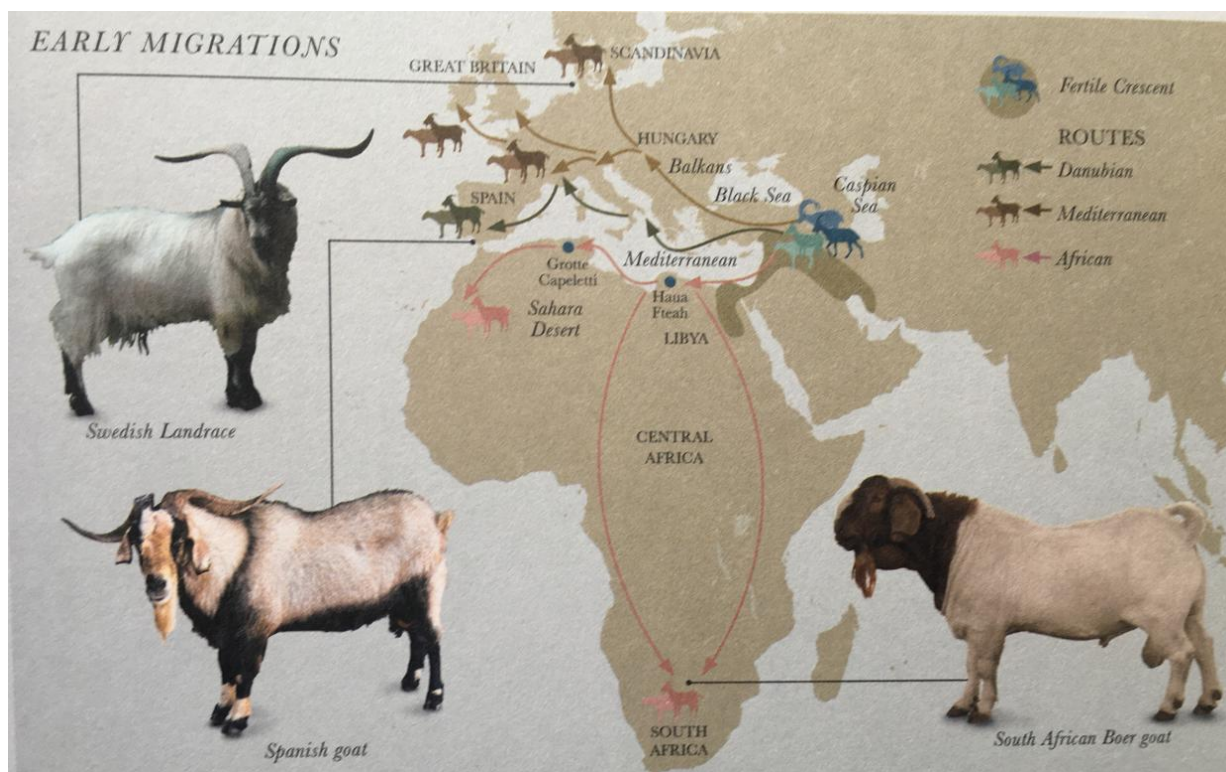 EARLY MIGRATIONS
SCANDINAVIA
GREAT BRITAIN
HUNGARY
Balkans
Black Sea
Caspian
Sea
SPAIN
Mediterranean
Grotte
Capeletti
Haua
Fteah
Sahara
Desert
LIBYA
CENTRAL
AFRICA
SOUTH
AFRICA
Fertile Crescent
ROUTES
Danubian
Mediterranean
African
Swedish Landrace
Spanish goat
South African Boer goat